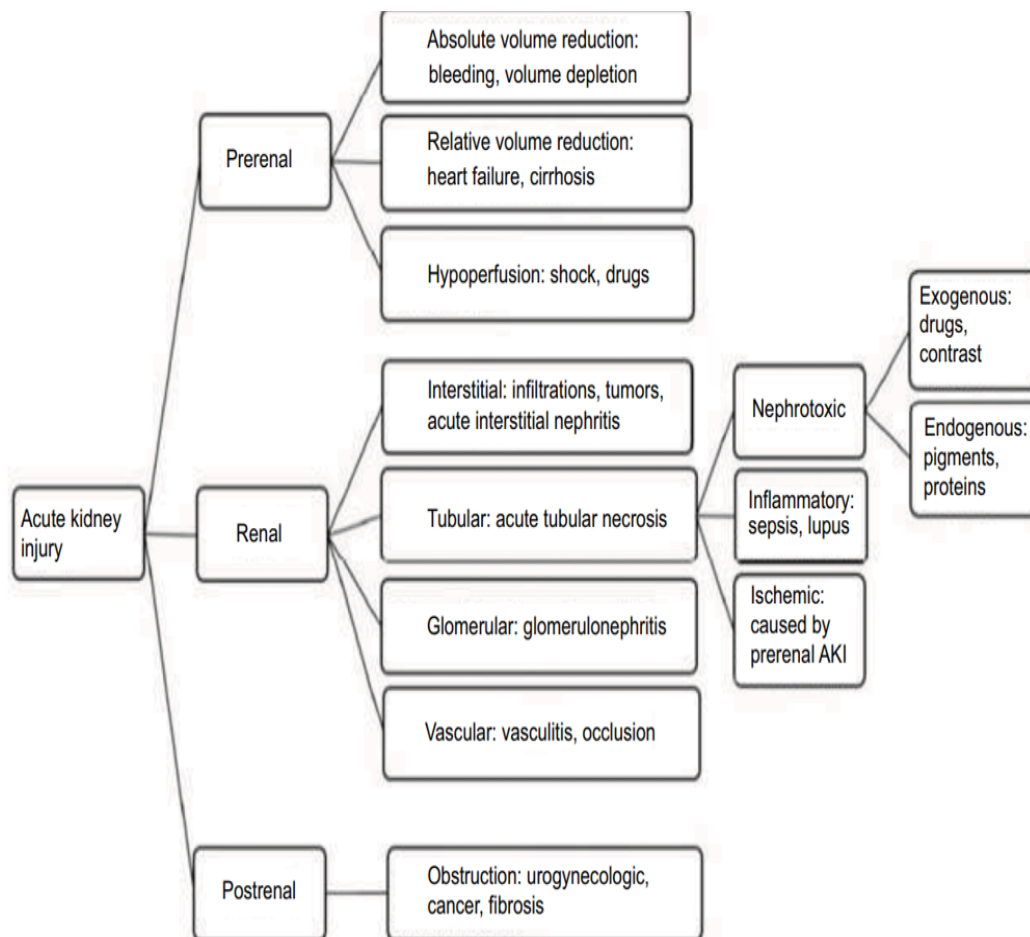 Absolute volume reduction:
bleeding, volume depletion
Prerenal
Relative volume reduction:
heart failure, cirrhosis
Hypoperfusion: shock, drugs
Exogenous:
drugs,
contrast
Interstitial: infiltrations, tumors,
acute interstitial nephritis
Nephrotoxic
Endogenous:
pigments,
proteins
Acute kidney
injury
Renal
Tubular: acute tubular necrosis
Inflammatory:
sepsis, lupus
Glomerular: glomerulonephritis
Ischemic:
caused by
prerenal AKI
Vascular: vasculitis, occlusion
Postrenal
Obstruction: urogynecologic,
cancer, fibrosis